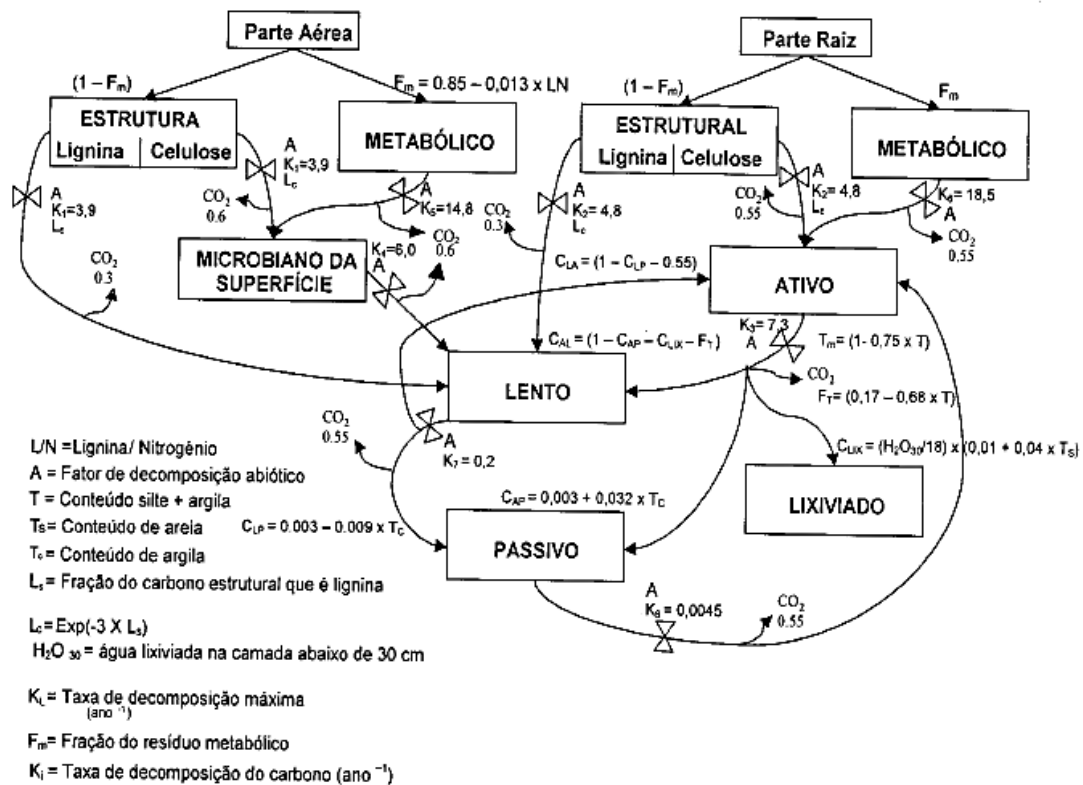 Parte Aérea
Parte Raiz
(1 – Fm)
Fm = 0.85 – 0,013 x LN
(1 – Fm)
Fm
ESTRUTURA
Lignina | Celulose
METABÓLICO
ESTRUTURAL
Lignina | Celulose
METABÓLICO
A
K1=3,9
Ls
A
K1=3,9
Lc
CO2
0.6
A
K5=14,8
CO2
0.6
A
K2= 4,8
Lc
CO2
0.3
A
K2= 4,8
Lc
CO2
0.55
= 18,5
A
CO2
0.55
CO2
0.3
MICROBIANO DA
SUPERFÍCIE
K4=6,0
A
CLA = (1 – CLP – 0.55)
ATIVO
K3= 7,3
A
Tm= (1- 0,75 x T)
CAL = (1 – CAP – CLIX – FT)
CO2
FT= (0,17 – 0,68 x T)
LENTO
CO2
0.55
A
K7 = 0,2
CLIX = (H2O30/18) x (0,01 + 0,04 x TS)
LIXIVIADO
L/N =Lignina/ Nitrogénio
A = Fator de decomposição abiótico
T = Conteúdo silte + argila
Ts= Conteúdo de areia
CLP = 0.003 – 0.009 x TC
CAP = 0,003 + 0,032 x TC
PASSIVO
Tc= Conteúdo de argila
Ls = Fração do carbono estrutural que é lignina
A
= 0,0045
CO2
0.55
Lc= Exp(-3 X Ls)
H2O 30 = água lixiviada na camada abaixo de 30 cm
= Taxa de decomposição máxima
(ano -1)
Fm= Fração do resíduo metabólico
Ki = Taxa de decomposição do carbono (ano –1)